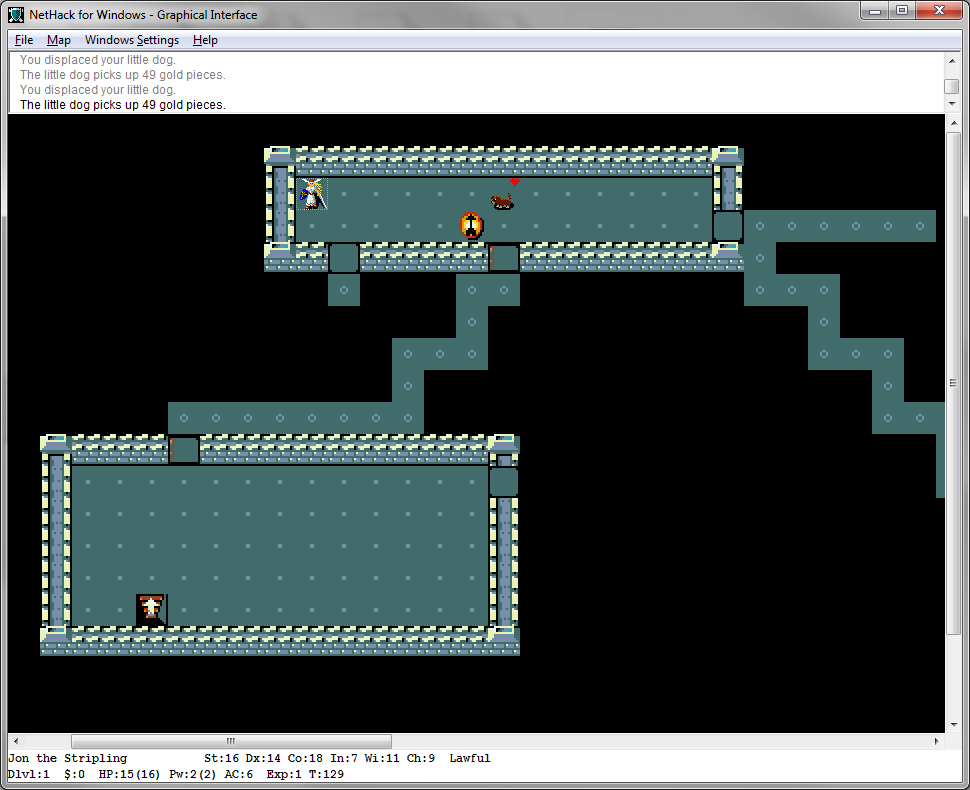 NetHack for Windows - Graphical Interface
File Map Windows Settings Help
You displaced your little dog.
The little dog picks up 49 gold pieces.
You displaced your little dog.
The little dog picks up 49 gold pieces.
Jon the Stripling St:16 Dx:14 Co:18 In:7 Wi:11 Ch:9 Lawful
Dlvl:1 $:0 HP:15(16) Pw:2(2) AC:6 Exp:1 T:129